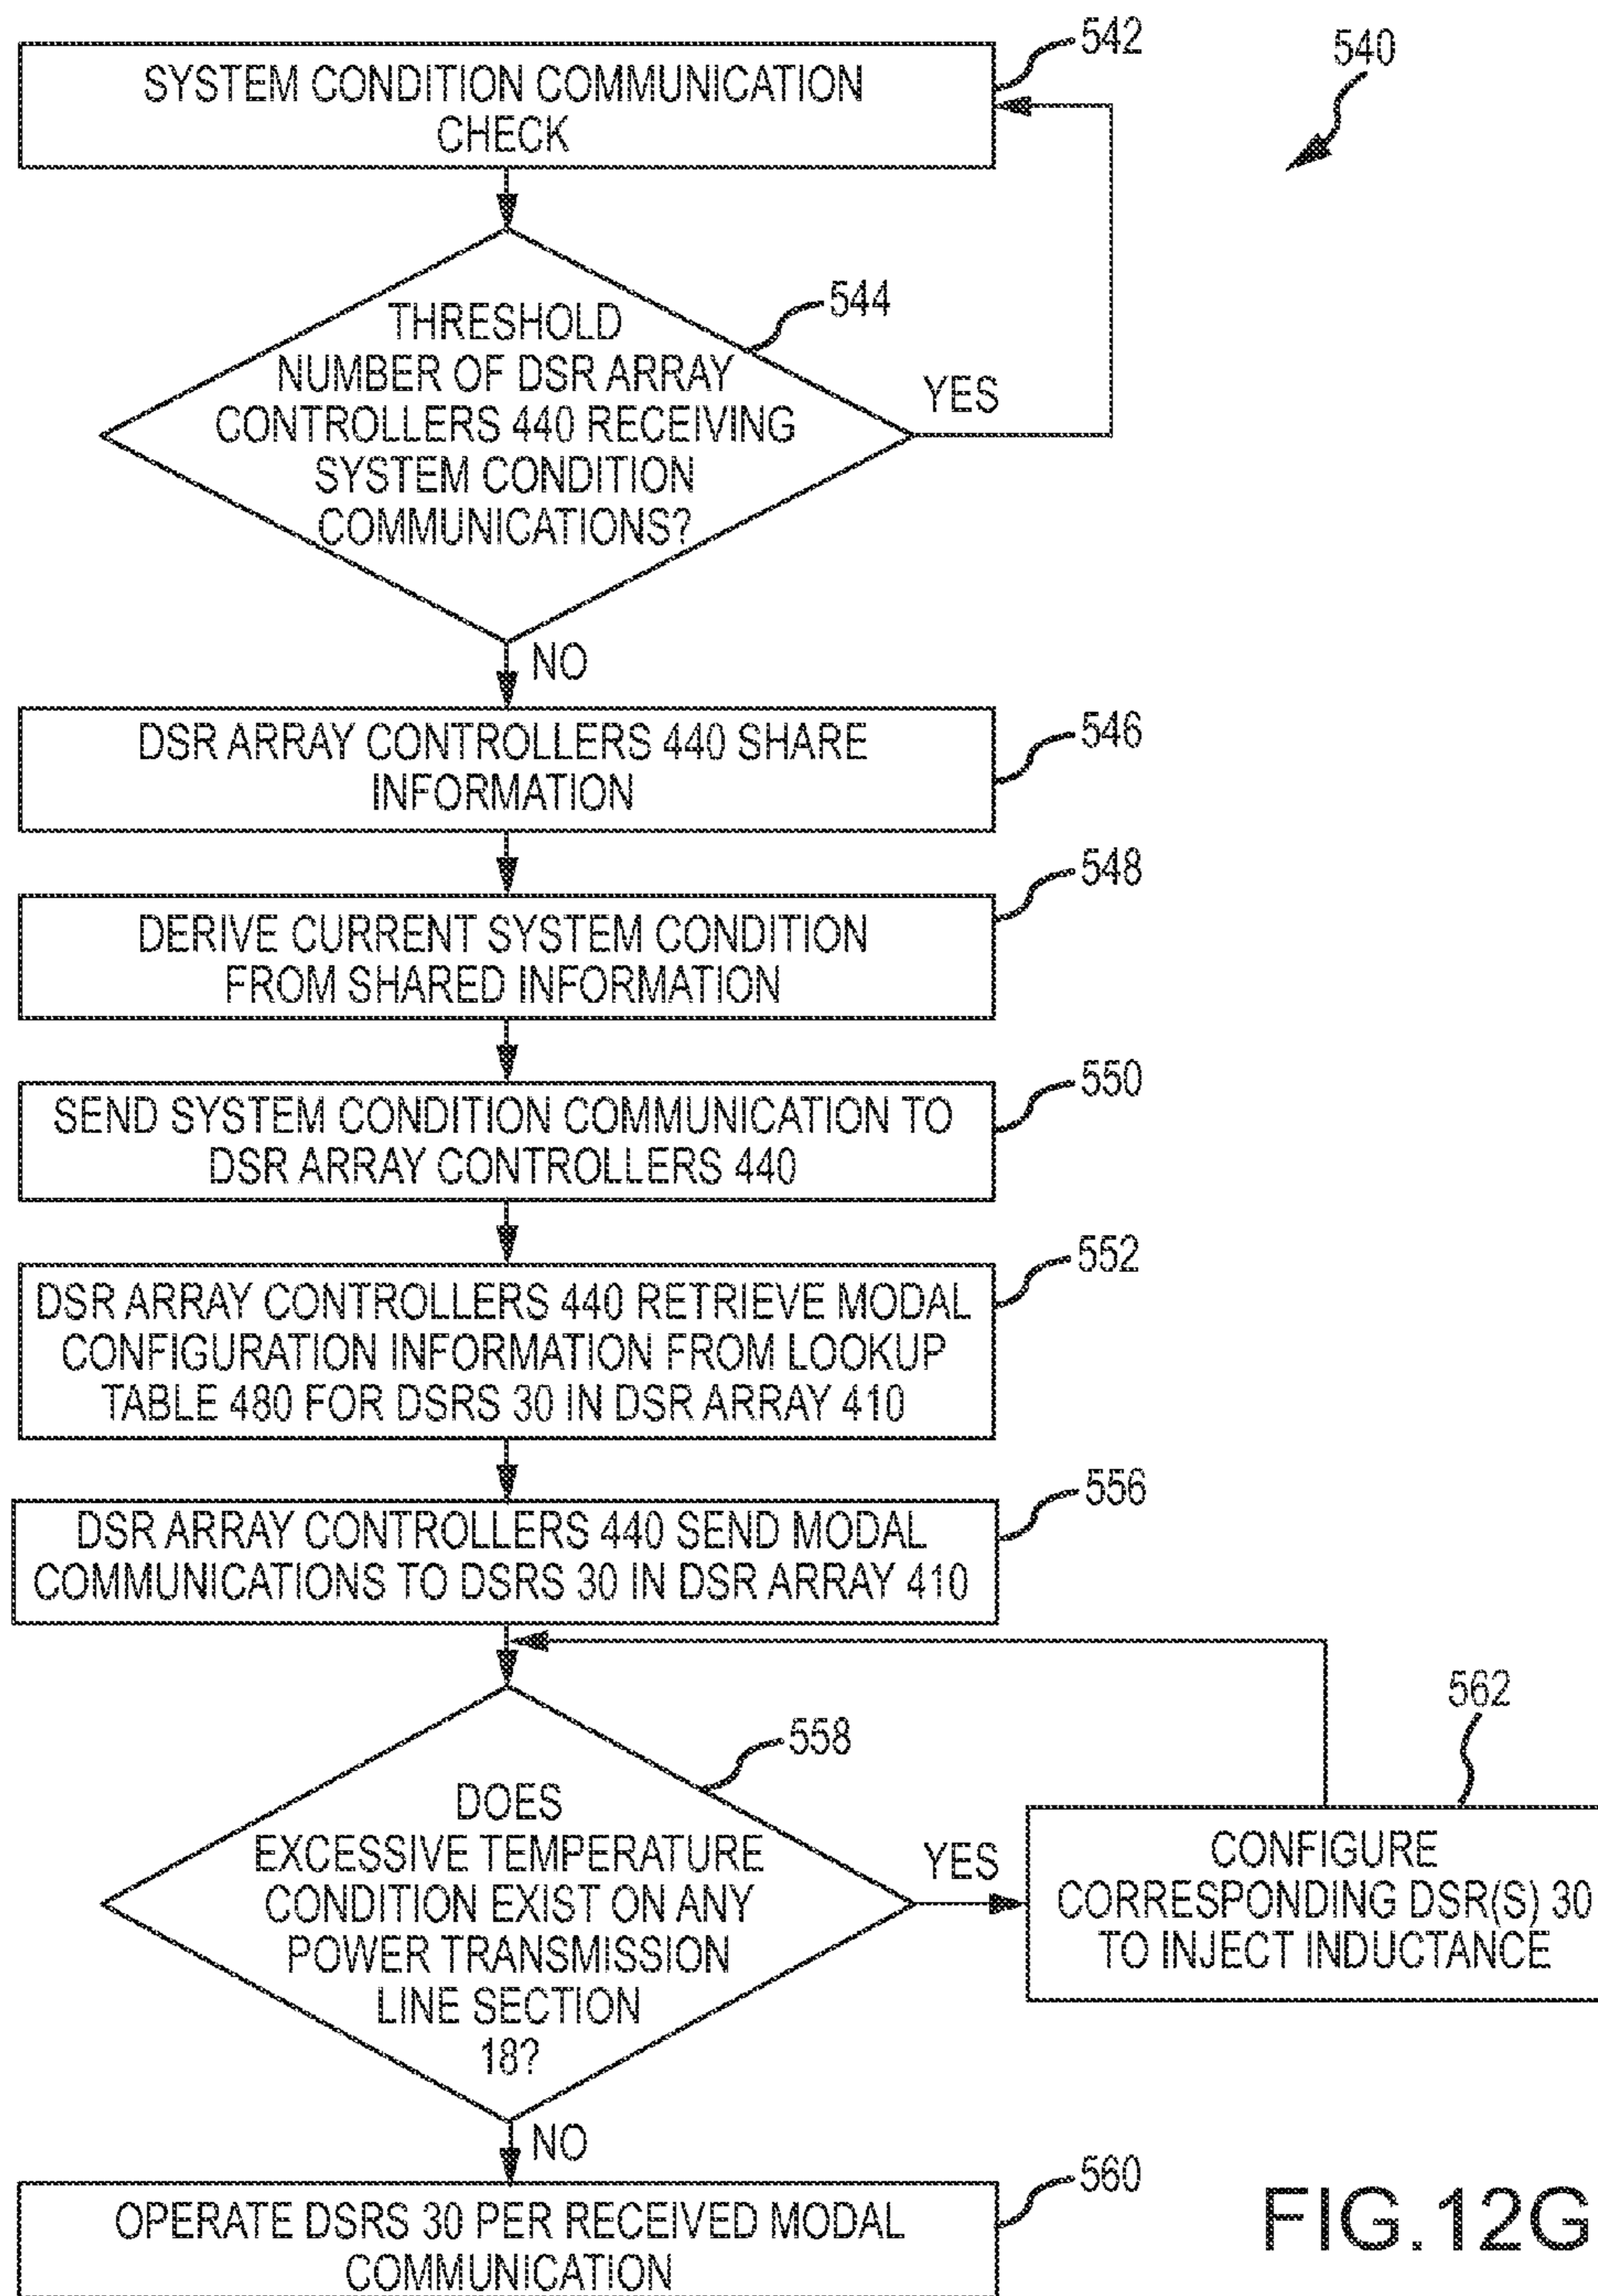 542
540
SYSTEM CONDITION COMMUNICATION
CHECK
544
THRESHOLD
NUMBER OF DSR ARRAY
CONTROLLERS 440 RECEIVING
SYSTEM CONDITION
COMMUNICATIONS?
YES
NO
546
DSR ARRAY CONTROLLERS 440 SHARE
INFORMATION
548
DERIVE CURRENT SYSTEM CONDITION
FROM SHARED INFORMATION
550
SEND SYSTEM CONDITION COMMUNICATION TO
DSR ARRAY CONTROLLERS 440
552
DSR ARRAY CONTROLLERS 440 RETRIEVE MODAL
CONFIGURATION INFORMATION FROM LOOKUP
TABLE 480 FOR DSRS 30 IN DSR ARRAY 410
556
DSR ARRAY CONTROLLERS 440 SEND MODAL
COMMUNICATIONS TO DSRS 30 IN DSR ARRAY 410
558
DOES
EXCESSIVE TEMPERATURE
CONDITION EXIST ON ANY
POWER TRANSMISSION
LINE SECTION
18?
YES
562
CONFIGURE
CORRESPONDING DSR(S) 30
TO INJECT INDUCTANCE
NO
560
OPERATE DSRS 30 PER RECEIVED MODAL
COMMUNICATION
FIG.12G